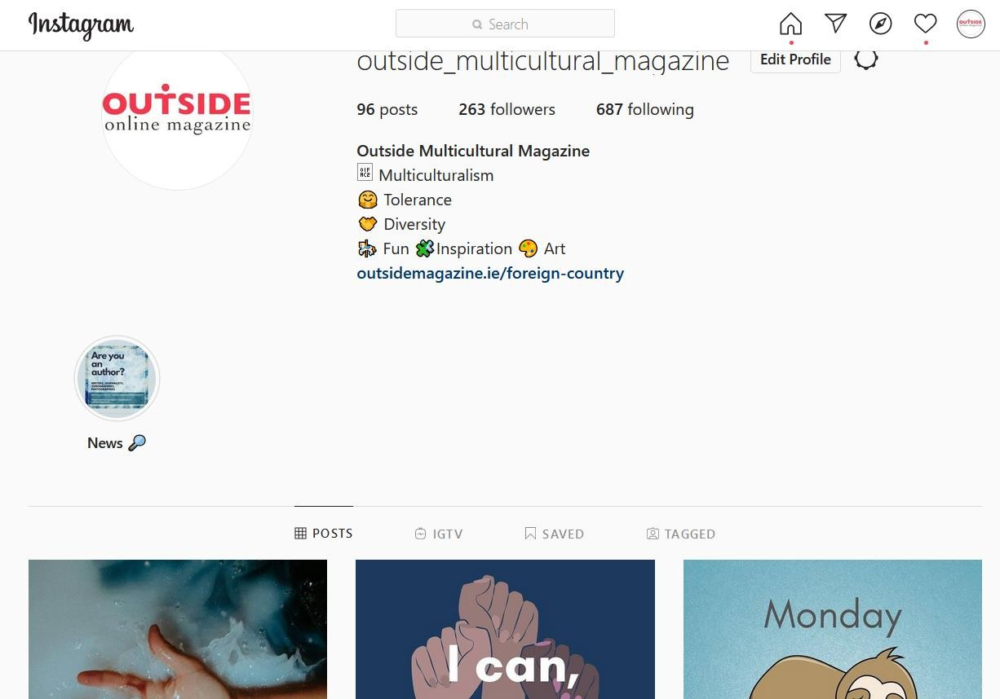 Instagram
Search
OUTSIDE
online magazine
outside_multicultural_magazine
Edit Profile
96 posts
263 followers
687 following
Outside Multicultural Magazine
Multiculturalism
Tolerance
Diversity
Fun Inspiration Art
outsidemagazine.ie/foreign-country
Are you
an
author?
News
POSTS
IGTV
SAVED
TAGGED
I can,
Monday